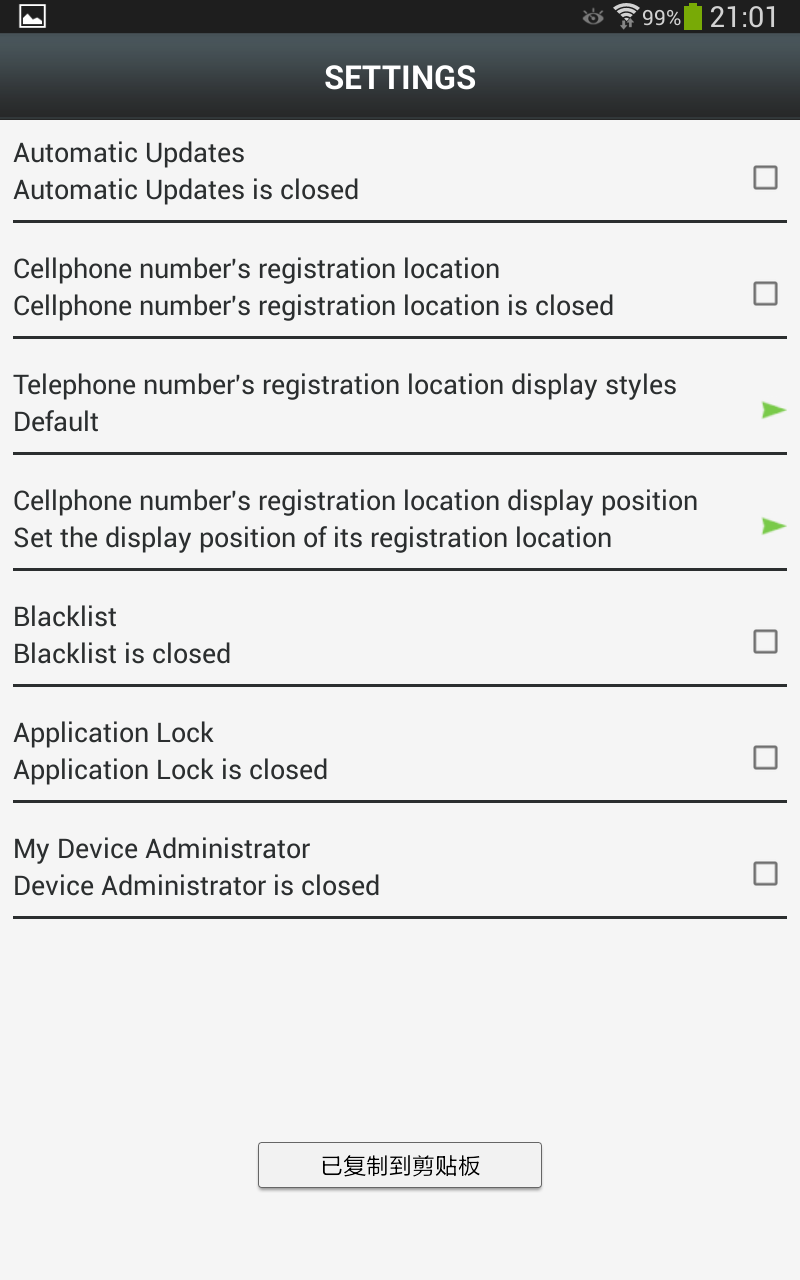 99% 21:01
SETTINGS
Automatic Updates
Automatic Updates is closed
Cellphone number's registration location
Cellphone number's registration location is closed
Telephone number's registration location display styles
Default
Cellphone number's registration location display position
Set the display position of its registration location
Blacklist
Blacklist is closed
Application Lock
Application Lock is closed
My Device Administrator
Device Administrator is closed
已复制到剪贴板